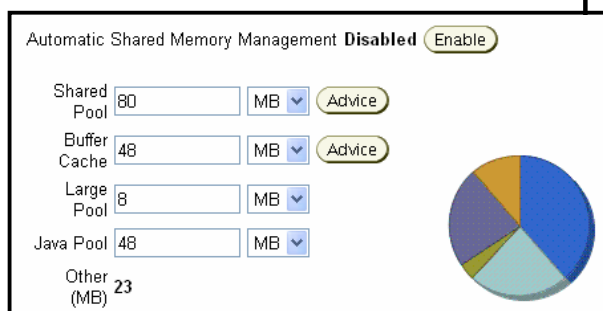 Automatic Shared Memory Management Disabled Enable
Shared Pool 80 MB Advice
Buffer Cache 48 MB Advice
Large Pool 8 MB
Java Pool 48 MB
Other (MB) 23